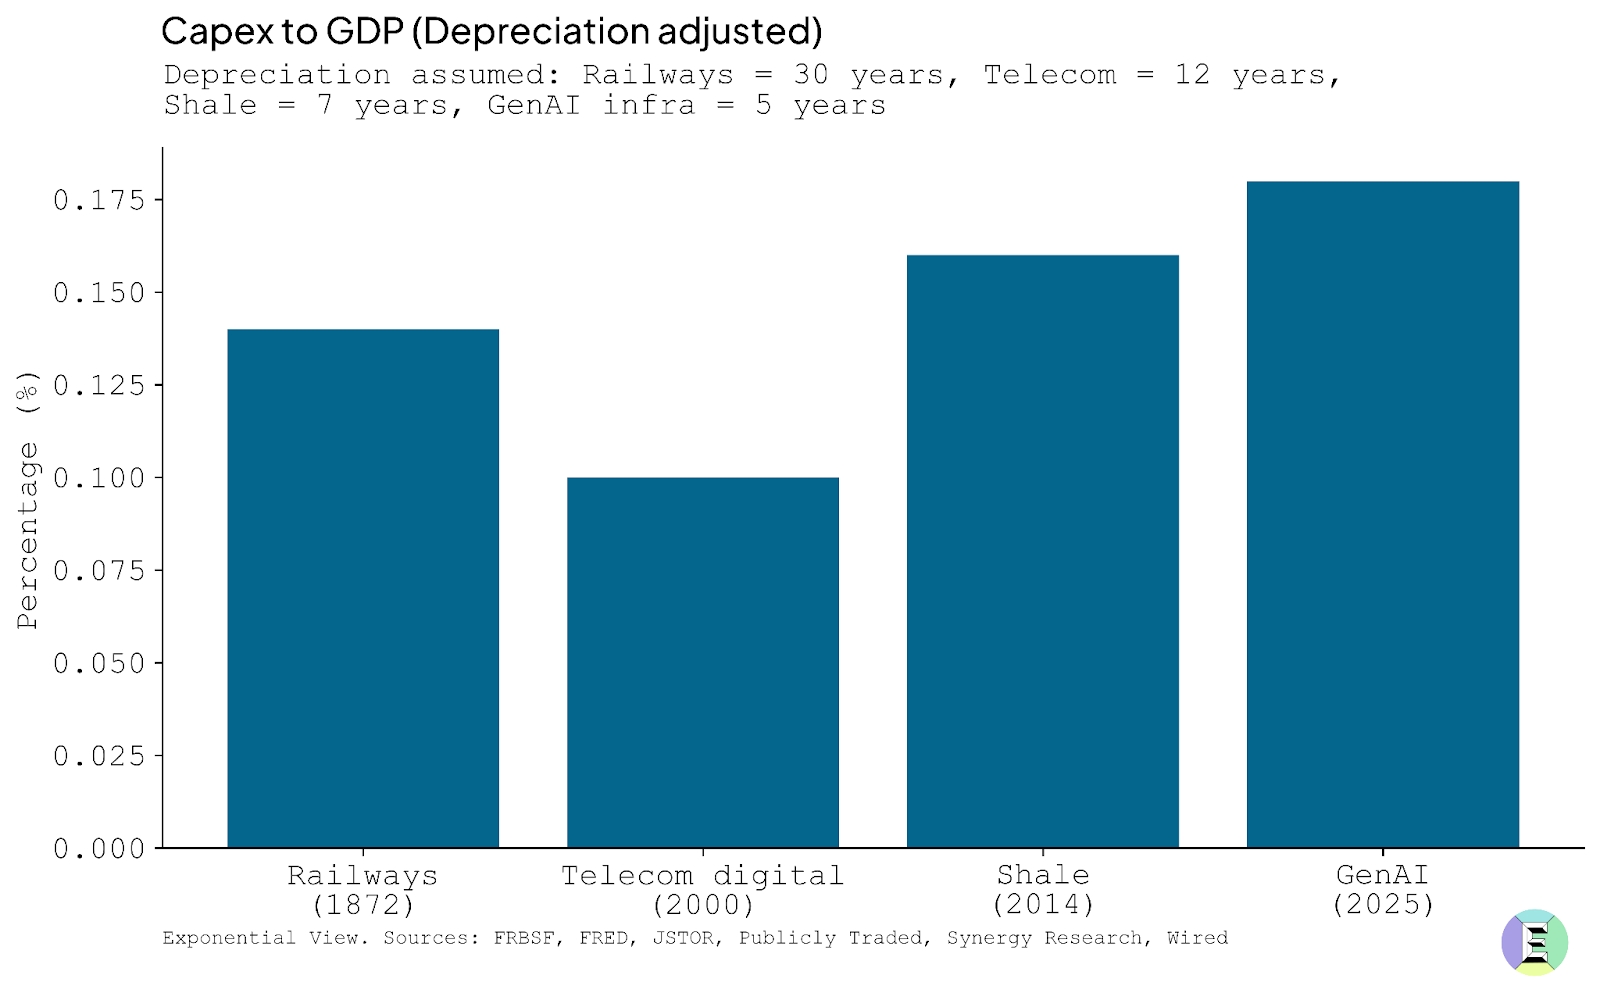 Capex to GDP (Depreciation adjusted)
Depreciation assumed: Railways = 30 years, Telecom = 12 years,
Shale = 7 years, GenAI infra = 5 years
Percentage (%)
0.175
0.150
0.125
0.100
0.075
0.050
0.025
0.000
Railways
(1872)
Telecom digital
(2000)
Shale
(2014)
GenAI
(2025)
Exponential View. Sources: FRBSF, FRED, JSTOR, Publicly Traded, Synergy Research, Wired
E